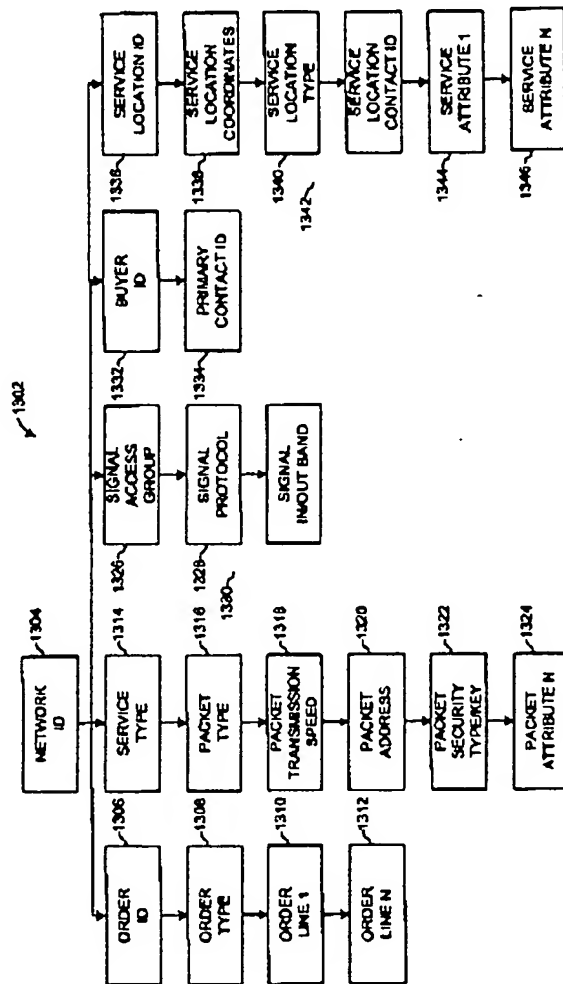 1302
NETWORK
ID
1304
ORDER
ID
1306
ORDER
TYPE
1308
ORDER
LINE 1
1310
ORDER
LINE N
1312
SERVICE
TYPE
1314
PACKET
TYPE
1316
PACKET
TRANSMISSION
SPEED
1318
PACKET
ADDRESS
1320
PACKET
SECURITY
TYPE/KEY
1322
PACKET
ATTRIBUTE N
1324
1326
SIGNAL
ACCESS
GROUP
1328
SIGNAL
PROTOCOL
1330
SIGNAL
IN/OUT BAND
1332
BUYER
ID
1334
PRIMARY
CONTACT ID
1336
SERVICE
LOCATION ID
1338
SERVICE
LOCATION
COORDINATES
1340
SERVICE
LOCATION
TYPE
1342
SERVICE
LOCATION
CONTACT ID
1344
SERVICE
ATTRIBUTE 1
1346
SERVICE
ATTRIBUTE N